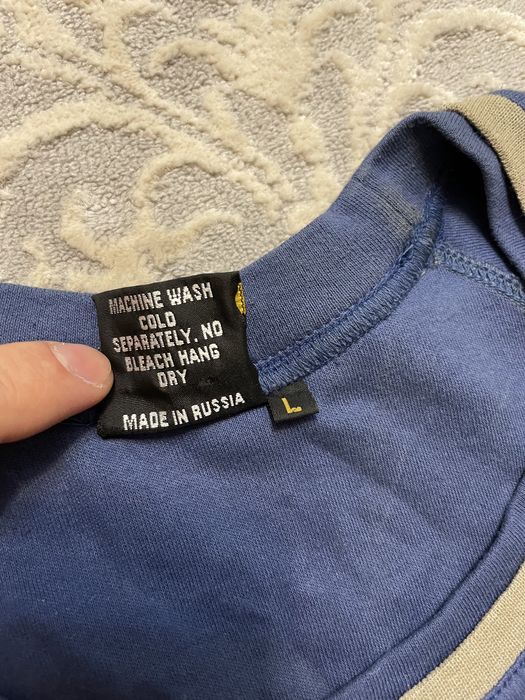 MACHINE WASH
COLD
SEPARATELY. NO
BLEACH HANG
DRY
MADE IN RUSSIA
L